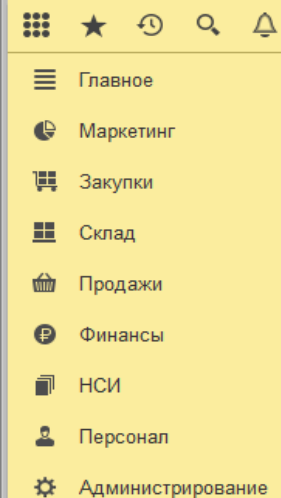 Главное
Маркетинг
Закупки
Склад
Продажи
Финансы
НСИ
Персонал
Администрирование